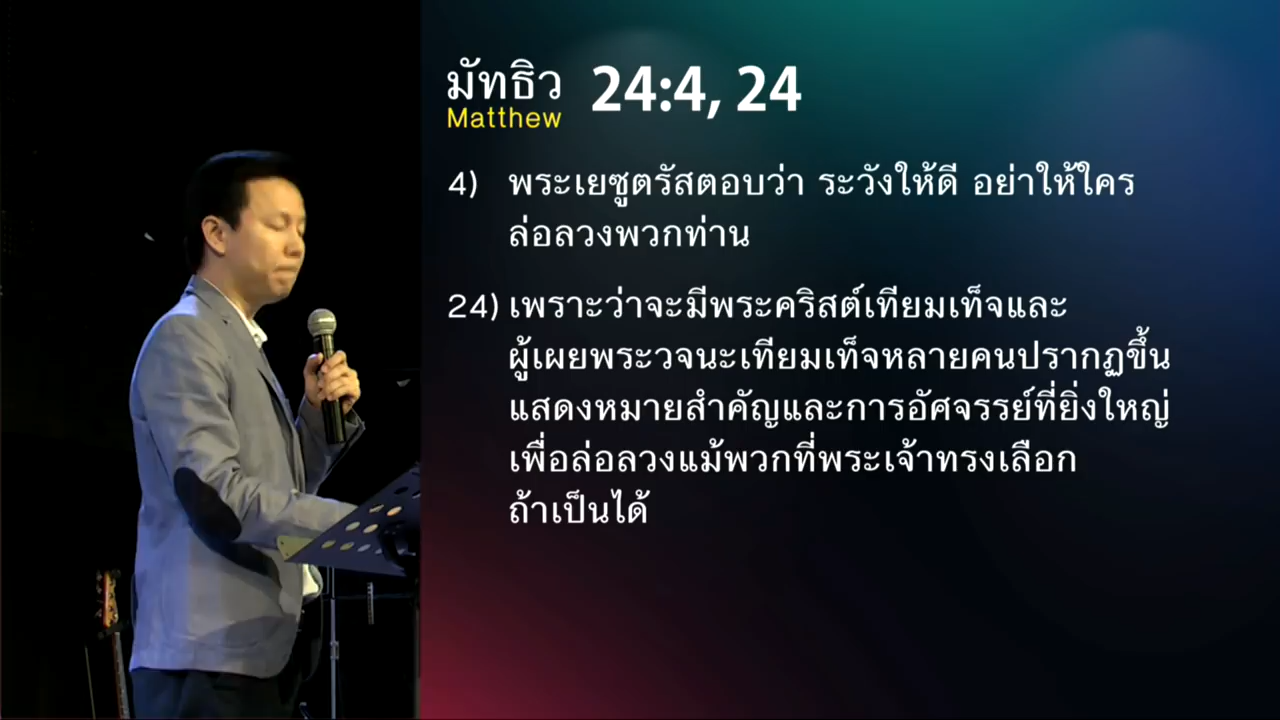 มัทธิว 24:4, 24
Matthew
4) พระเยซูตรัสตอบว่า ระวังให้ดี อย่าให้ใคร
ล่อลวงพวกท่าน
24) เพราะว่าจะมีพระคริสต์เทียมเท็จและ
ผู้เผยพระวจนะเทียมเท็จหลายคนปรากฏขึ้น
แสดงหมายสำคัญและการอัศจรรย์ที่ยิ่งใหญ่
เพื่อล่อลวงแม้พวกที่พระเจ้าทรงเลือก
ถ้าเป็นได้